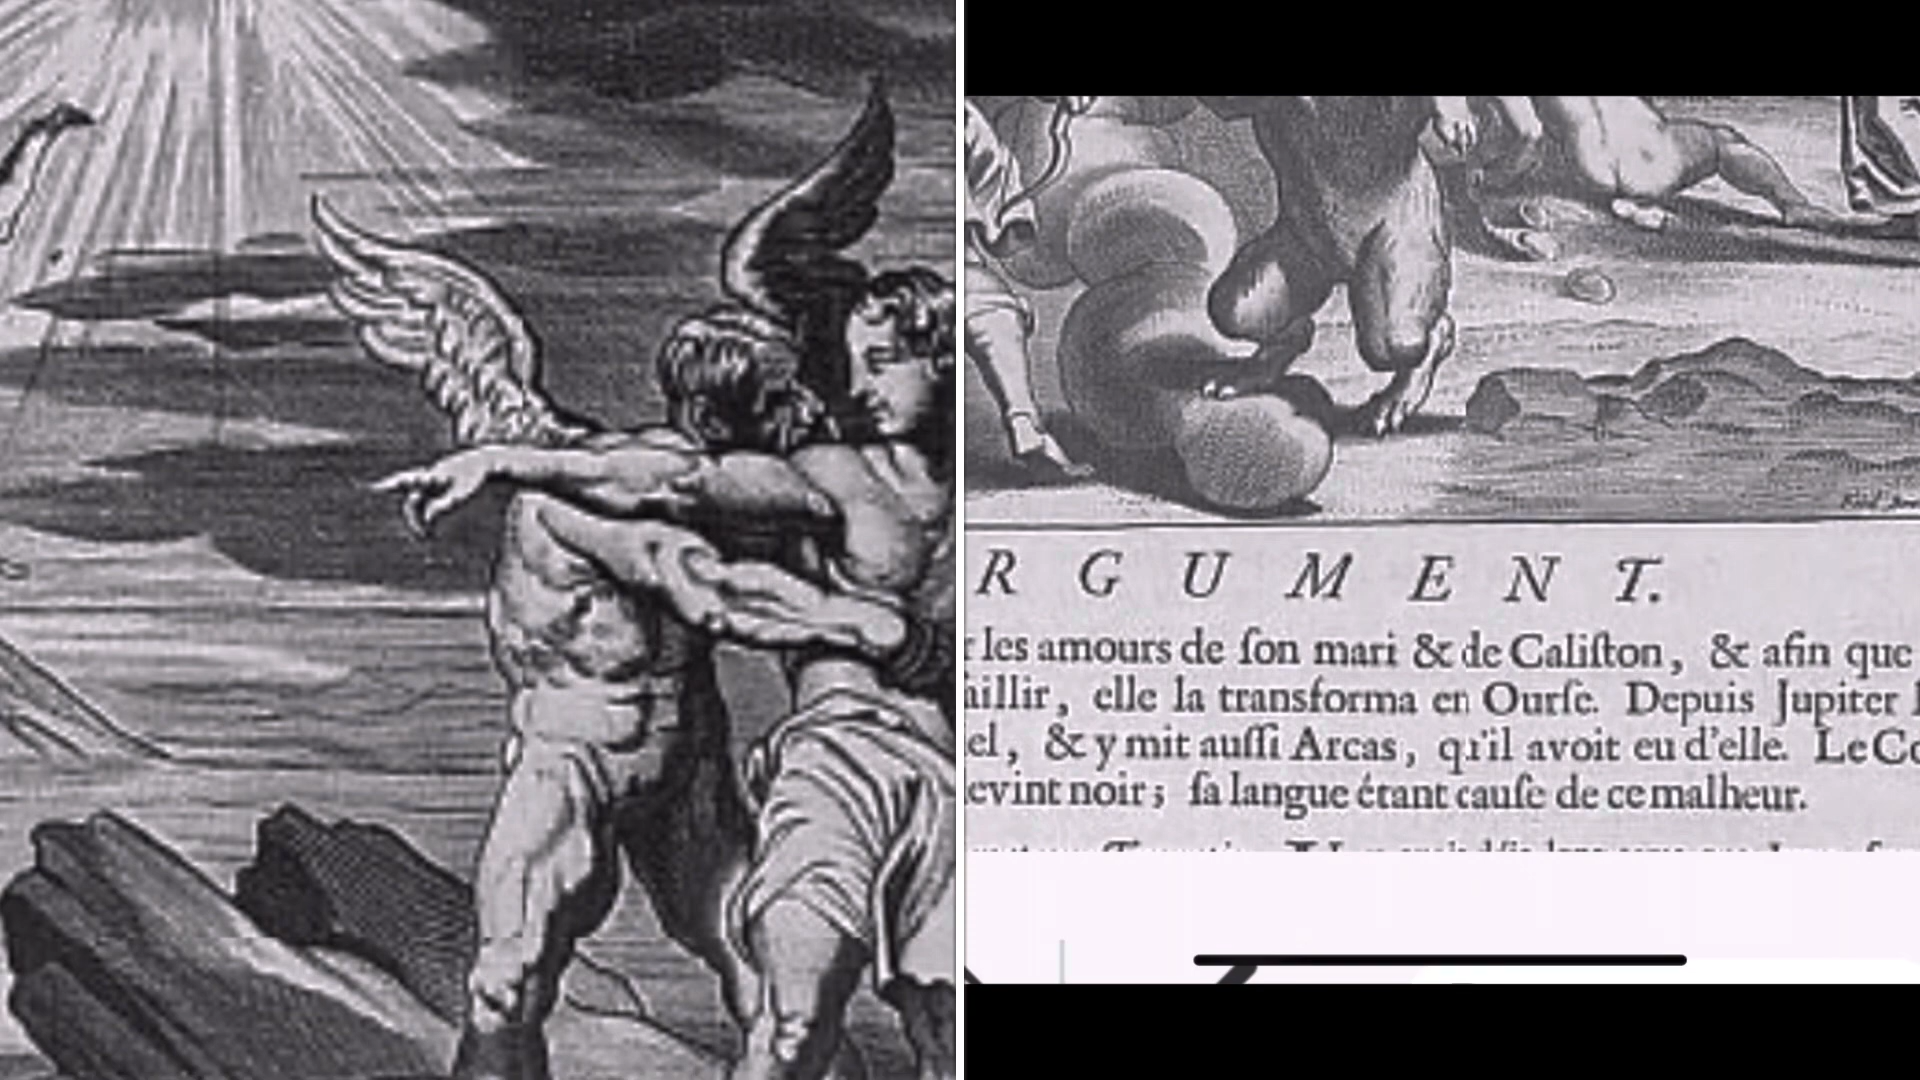 RGUMENT.
les amours de ſon mari & de Caliſton, & afin que
aillir, elle la transforma en Ourſe. Depuis Jupiter
el, & y mit auſſi Arcas, qu'il avoit eu d'elle. Le Co
evint noir; ſa langue étant cauſe de ce malheur.